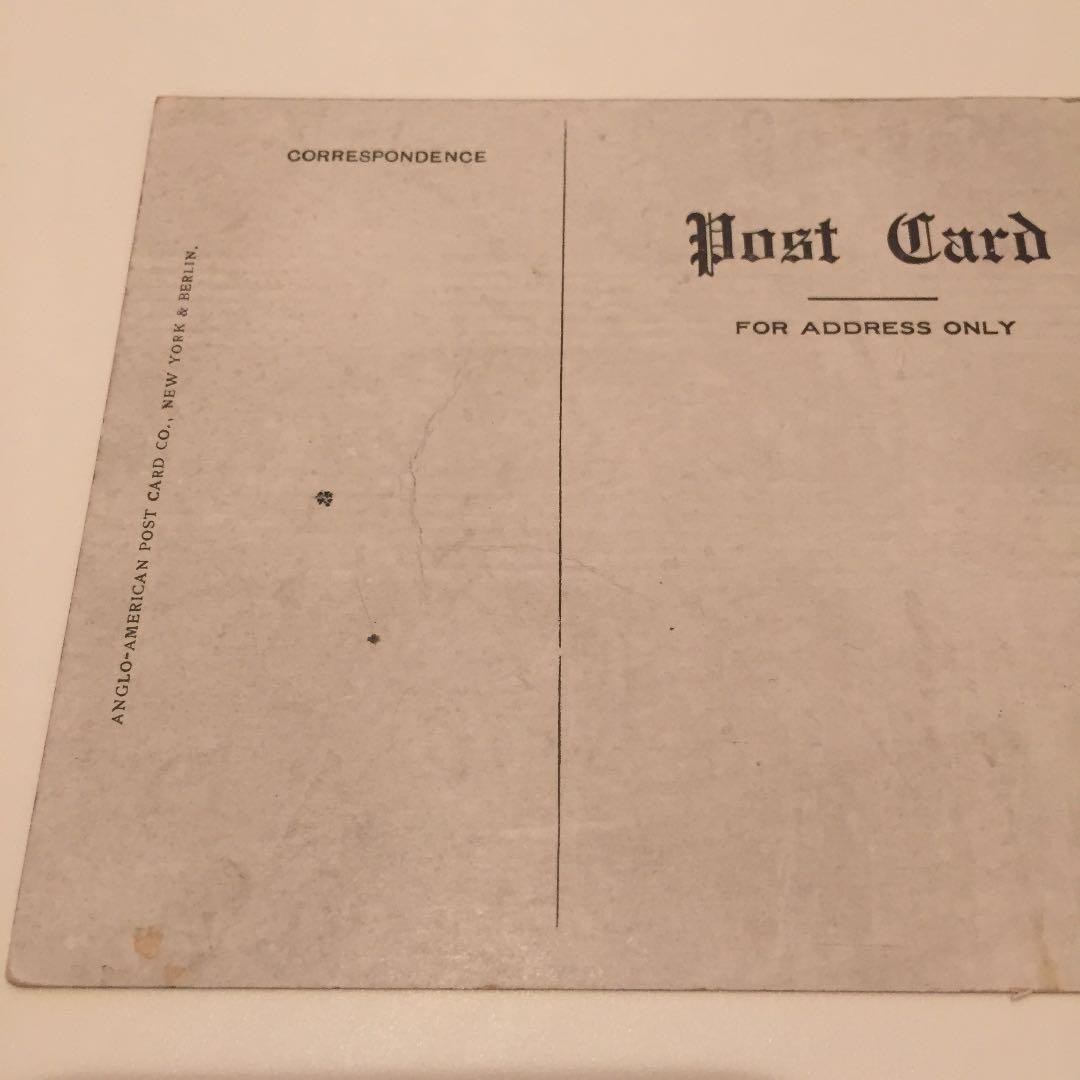 CORRESPONDENCE
Post Card
FOR ADDRESS ONLY
ANGLO-AMERICAN POST CARD CO., NEW YORK & BERLIN.